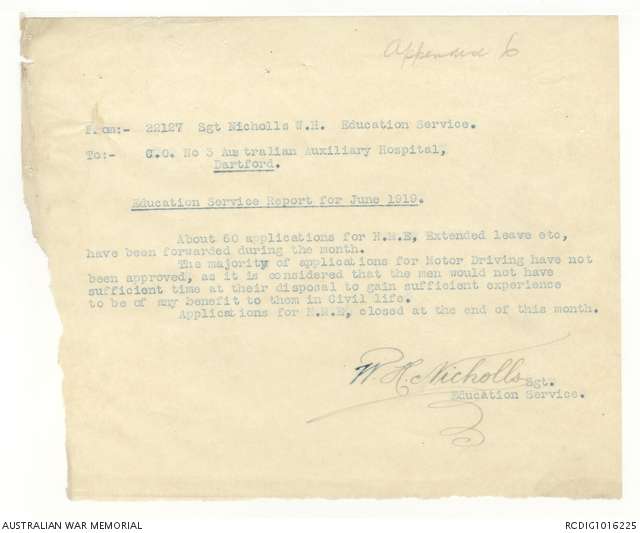 Appendix 6
From:- 22127 Sgt Nicholls W.H. Education Service.
To:- C.O. No 3 Australian Auxiliary Hospital,
Dartford.
Education Service Report for June 1919.
About 60 applications for N.M.E, Extended leave etc,
have been forwarded during the month.
The majority of applications for Motor Driving have not
been approved, as it is considered that the men would not have
sufficient time at their disposal to gain sufficient experience
to be of any benefit to them in Civil life.
Applications for N.M.E, closed at the end of this month.
W.H. Nicholls Sgt.
Education Service.
AUSTRALIAN WAR MEMORIAL
RCDIG1016225